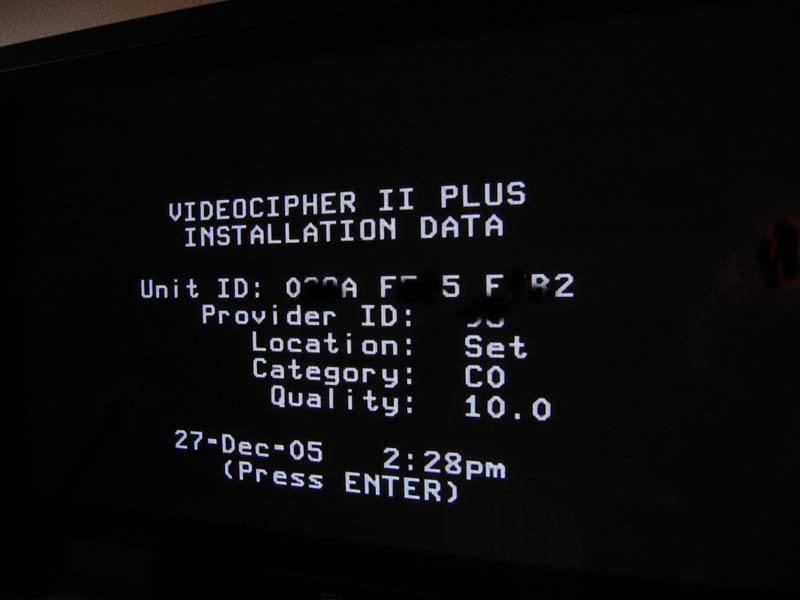 VIDEOCIPHER II PLUS
INSTALLATION DATA
Unit ID: 5
Provider ID:
Location: Set
Category: CO
Quality: 10.0
27-Dec-05 2:28pm
(Press ENTER)